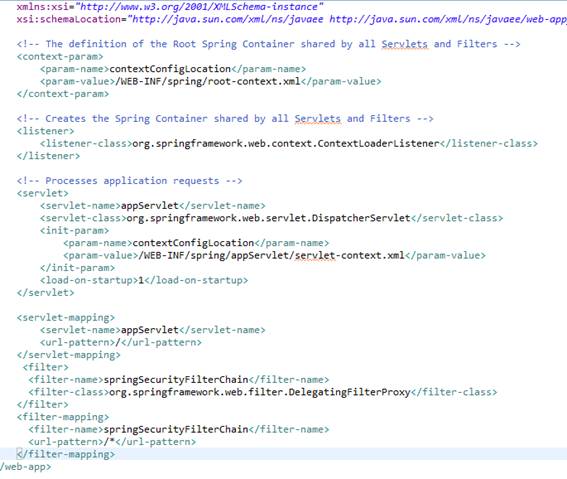 xmlns:xsi="http://www.w3.org/2001/XMLSchema-instance"
xsi:schemaLocation="http://java.sun.com/xml/ns/javaee http://java.sun.com/xml/ns/javaee/web-app
<!-- The definition of the Root Spring Container shared by all Servlets and Filters -->
<context-param>
<param-name>contextConfigLocation</param-name>
<param-value>/WEB-INF/spring/root-context.xml</param-value>
</context-param>
<!-- Creates the Spring Container shared by all Servlets and Filters -->
<listener>
<listener-class>org.springframework.web.context.ContextLoaderListener</listener-class>
</listener>
<!-- Processes application requests -->
<servlet>
<servlet-name>appServlet</servlet-name>
<servlet-class>org.springframework.web.servlet.DispatcherServlet</servlet-class>
<init-param>
<param-name>contextConfigLocation</param-name>
<param-value>/WEB-INF/spring/appServlet/servlet-context.xml</param-value>
</init-param>
<load-on-startup>1</load-on-startup>
</servlet>
<servlet-mapping>
<servlet-name>appServlet</servlet-name>
<url-pattern>/</url-pattern>
</servlet-mapping>
<filter>
<filter-name>springSecurityFilterChain</filter-name>
<filter-class>org.springframework.web.filter.DelegatingFilterProxy</filter-class>
</filter>
<filter-mapping>
<filter-name>springSecurityFilterChain</filter-name>
<url-pattern>/*</url-pattern>
</filter-mapping>
/web-app>